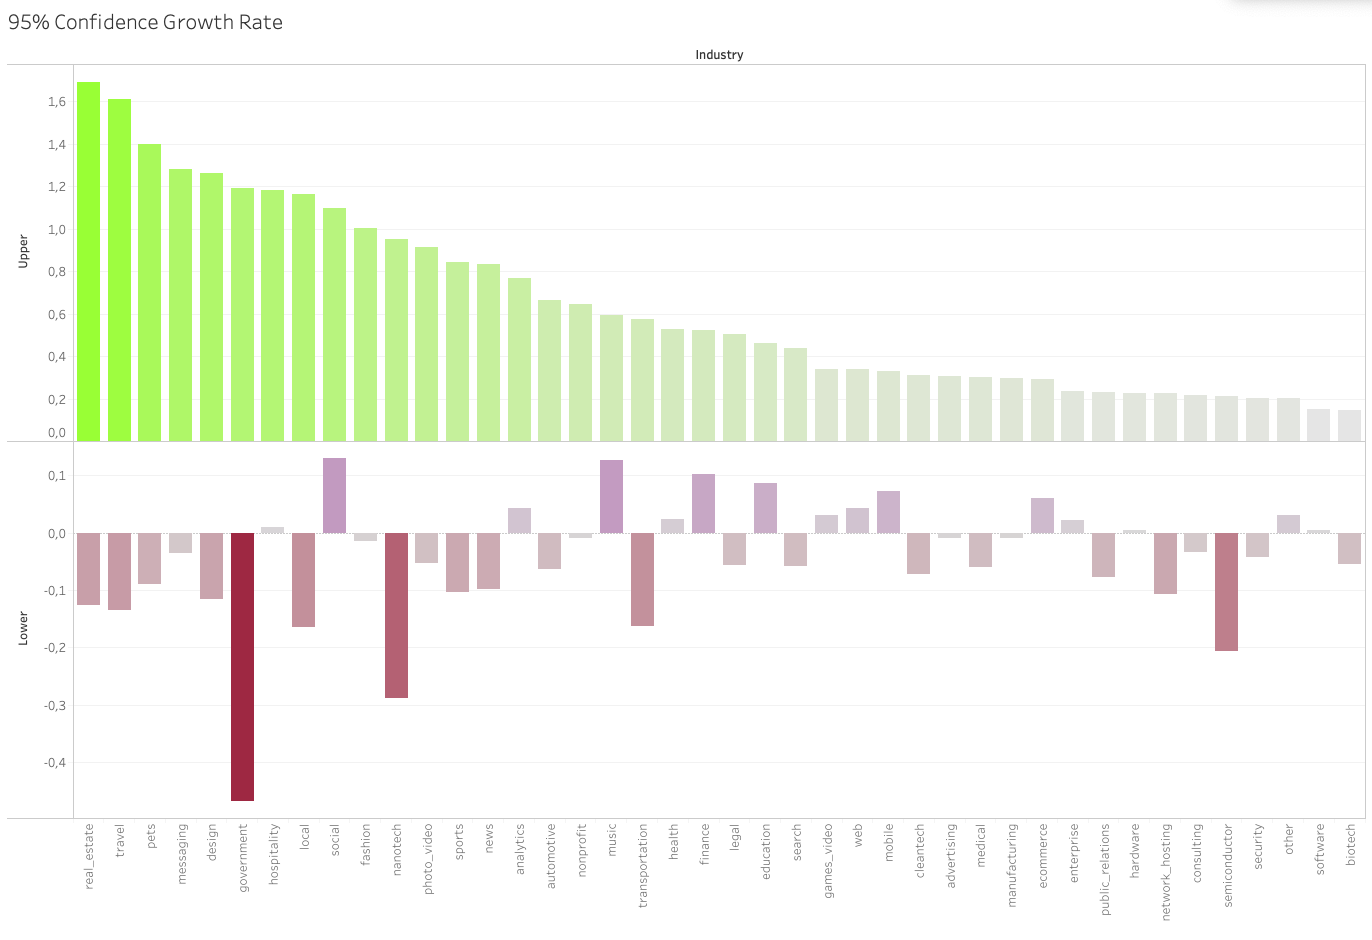 95% Confidence Growth Rate
Industry
Upper
1,6
1,4
1,2
1,0
0,8
0,6
0,4
0,2
0,0
Lower
0,1
0,0
-0,1
-0,2
-0,3
-0,4
real_estate
travel
pets
messaging
design
government
hospitality
local
social
fashion
nanotech
photo_video
sports
news
analytics
automotive
nonprofit
music
transportation
health
finance
legal
education
search
games_video
web
mobile
cleantech
advertising
medical
manufacturing
ecommerce
enterprise
public_relations
hardware
network_hosting
consulting
semiconductor
security
other
software
biotech